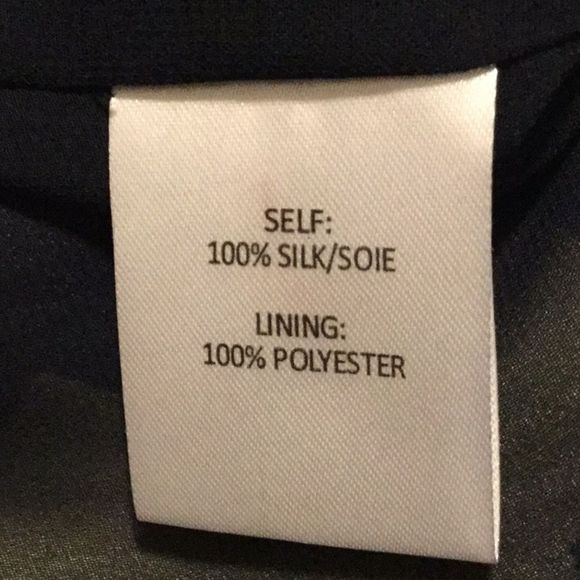 SELF:
100% SILK/SOIE
LINING:
100% POLYESTER